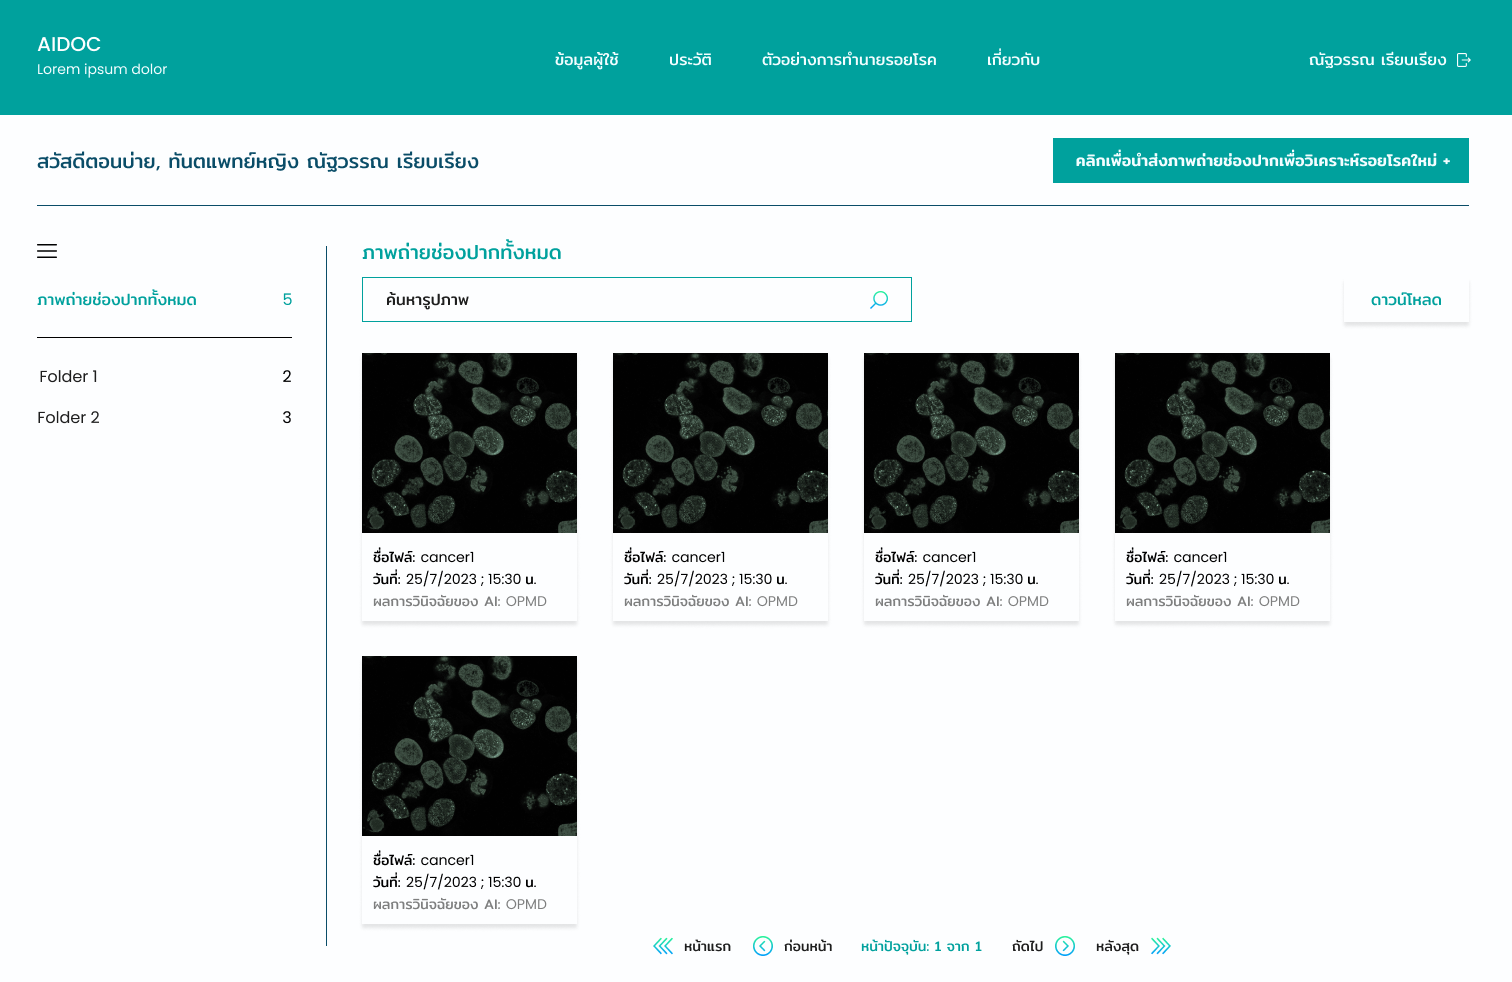 AIDOC
Lorem ipsum dolor
ข้อมูลผู้ใช้
ประวัติ
ตัวอย่างการทำนายรอยโรค
เกี่ยวกับ
ณัฐวรรณ เรียบเรียง
สวัสดีตอนบ่าย, ทันตแพทย์หญิง ณัฐวรรณ เรียบเรียง
คลิกเพื่อนำส่งภาพถ่ายช่องปากเพื่อวิเคราะห์รอยโรคใหม่ +
ภาพถ่ายช่องปากทั้งหมด 5
Folder 1 2
Folder 2 3
ภาพถ่ายช่องปากทั้งหมด
ค้นหารูปภาพ
ดาวน์โหลด
ชื่อไฟล์: cancer1
วันที่: 25/7/2023 ; 15:30 น.
ผลการวินิจฉัยของ AI: OPMD
ชื่อไฟล์: cancer1
วันที่: 25/7/2023 ; 15:30 น.
ผลการวินิจฉัยของ AI: OPMD
ชื่อไฟล์: cancer1
วันที่: 25/7/2023 ; 15:30 น.
ผลการวินิจฉัยของ AI: OPMD
ชื่อไฟล์: cancer1
วันที่: 25/7/2023 ; 15:30 น.
ผลการวินิจฉัยของ AI: OPMD
ชื่อไฟล์: cancer1
วันที่: 25/7/2023 ; 15:30 น.
ผลการวินิจฉัยของ AI: OPMD
หน้าแรก
ก่อนหน้า
หน้าปัจจุบัน: 1 จาก 1
ถัดไป
หลังสุด